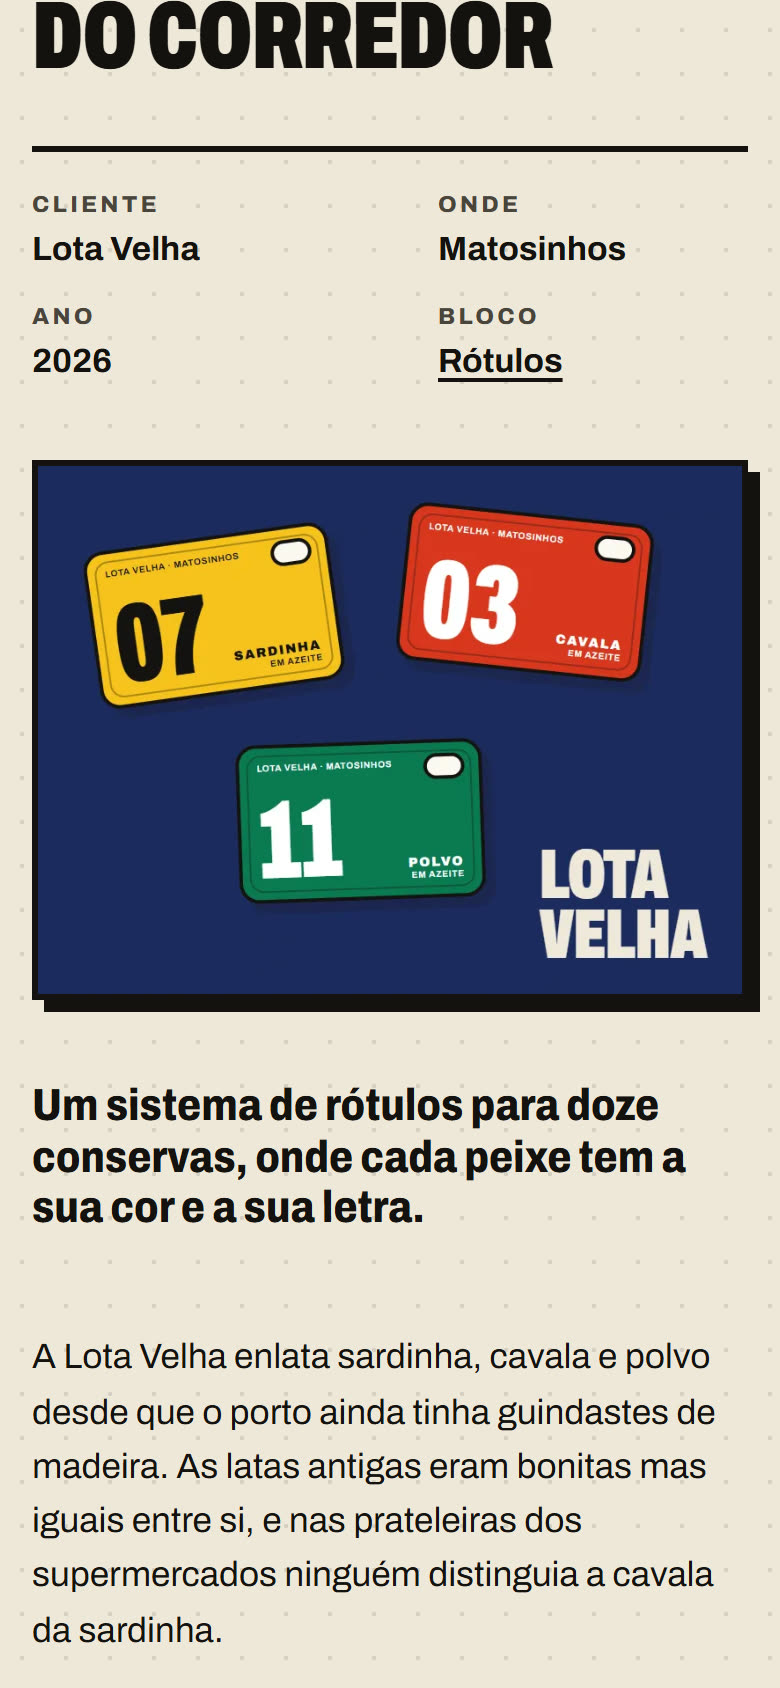 DO CORREDOR
CLIENTE
Lota Velha
ONDE
Matosinhos
ANO
2026
BLOCO
Rótulos
LOTA VELHA · MATOSINHOS
07
SARDINHA
EM AZEITE
LOTA VELHA · MATOSINHOS
03
CAVALA
EM AZEITE
LOTA VELHA · MATOSINHOS
11
POLVO
EM AZEITE
LOTA
VELHA
Um sistema de rótulos para doze
conservas, onde cada peixe tem a
sua cor e a sua letra.
A Lota Velha enlata sardinha, cavala e polvo
desde que o porto ainda tinha guindastes de
madeira. As latas antigas eram bonitas mas
iguais entre si, e nas prateleiras dos
supermercados ninguém distinguia a cavala
da sardinha.